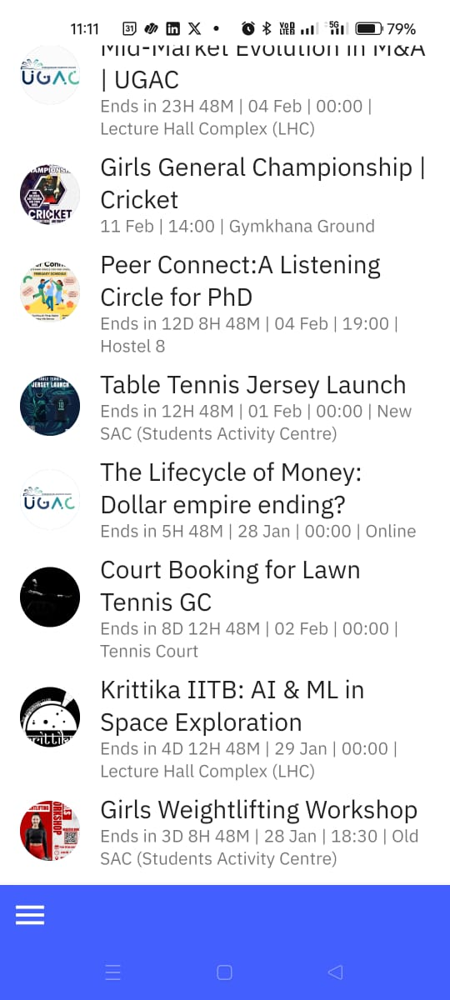 11:11
31
VoD
LTE2
5G
79%
Mid-Market Evolution in M&A
| UGAC
UGAC
Ends in 23H 48M | 04 Feb | 00:00 |
Lecture Hall Complex (LHC)
Girls General Championship |
Cricket
CRICKET
11 Feb | 14:00 | Gymkhana Ground
Peer Connect:A Listening
Circle for PhD
FEBRUARY SCHEDULE
Ends in 12D 8H 48M | 04 Feb | 19:00 |
Hostel 8
Table Tennis Jersey Launch
TABLE TENNIS
JERSEY LAUNCH
Ends in 12H 48M | 01 Feb | 00:00 | New
SAC (Students Activity Centre)
The Lifecycle of Money:
Dollar empire ending?
UGAC
Ends in 5H 48M | 28 Jan | 00:00 | Online
Court Booking for Lawn
Tennis GC
Ends in 8D 12H 48M | 02 Feb | 00:00 |
Tennis Court
Krittika IITB: AI & ML in
Space Exploration
Ends in 4D 12H 48M | 29 Jan | 00:00 |
Lecture Hall Complex (LHC)
Girls Weightlifting Workshop
Ends in 3D 8H 48M | 28 Jan | 18:30 | Old
SAC (Students Activity Centre)